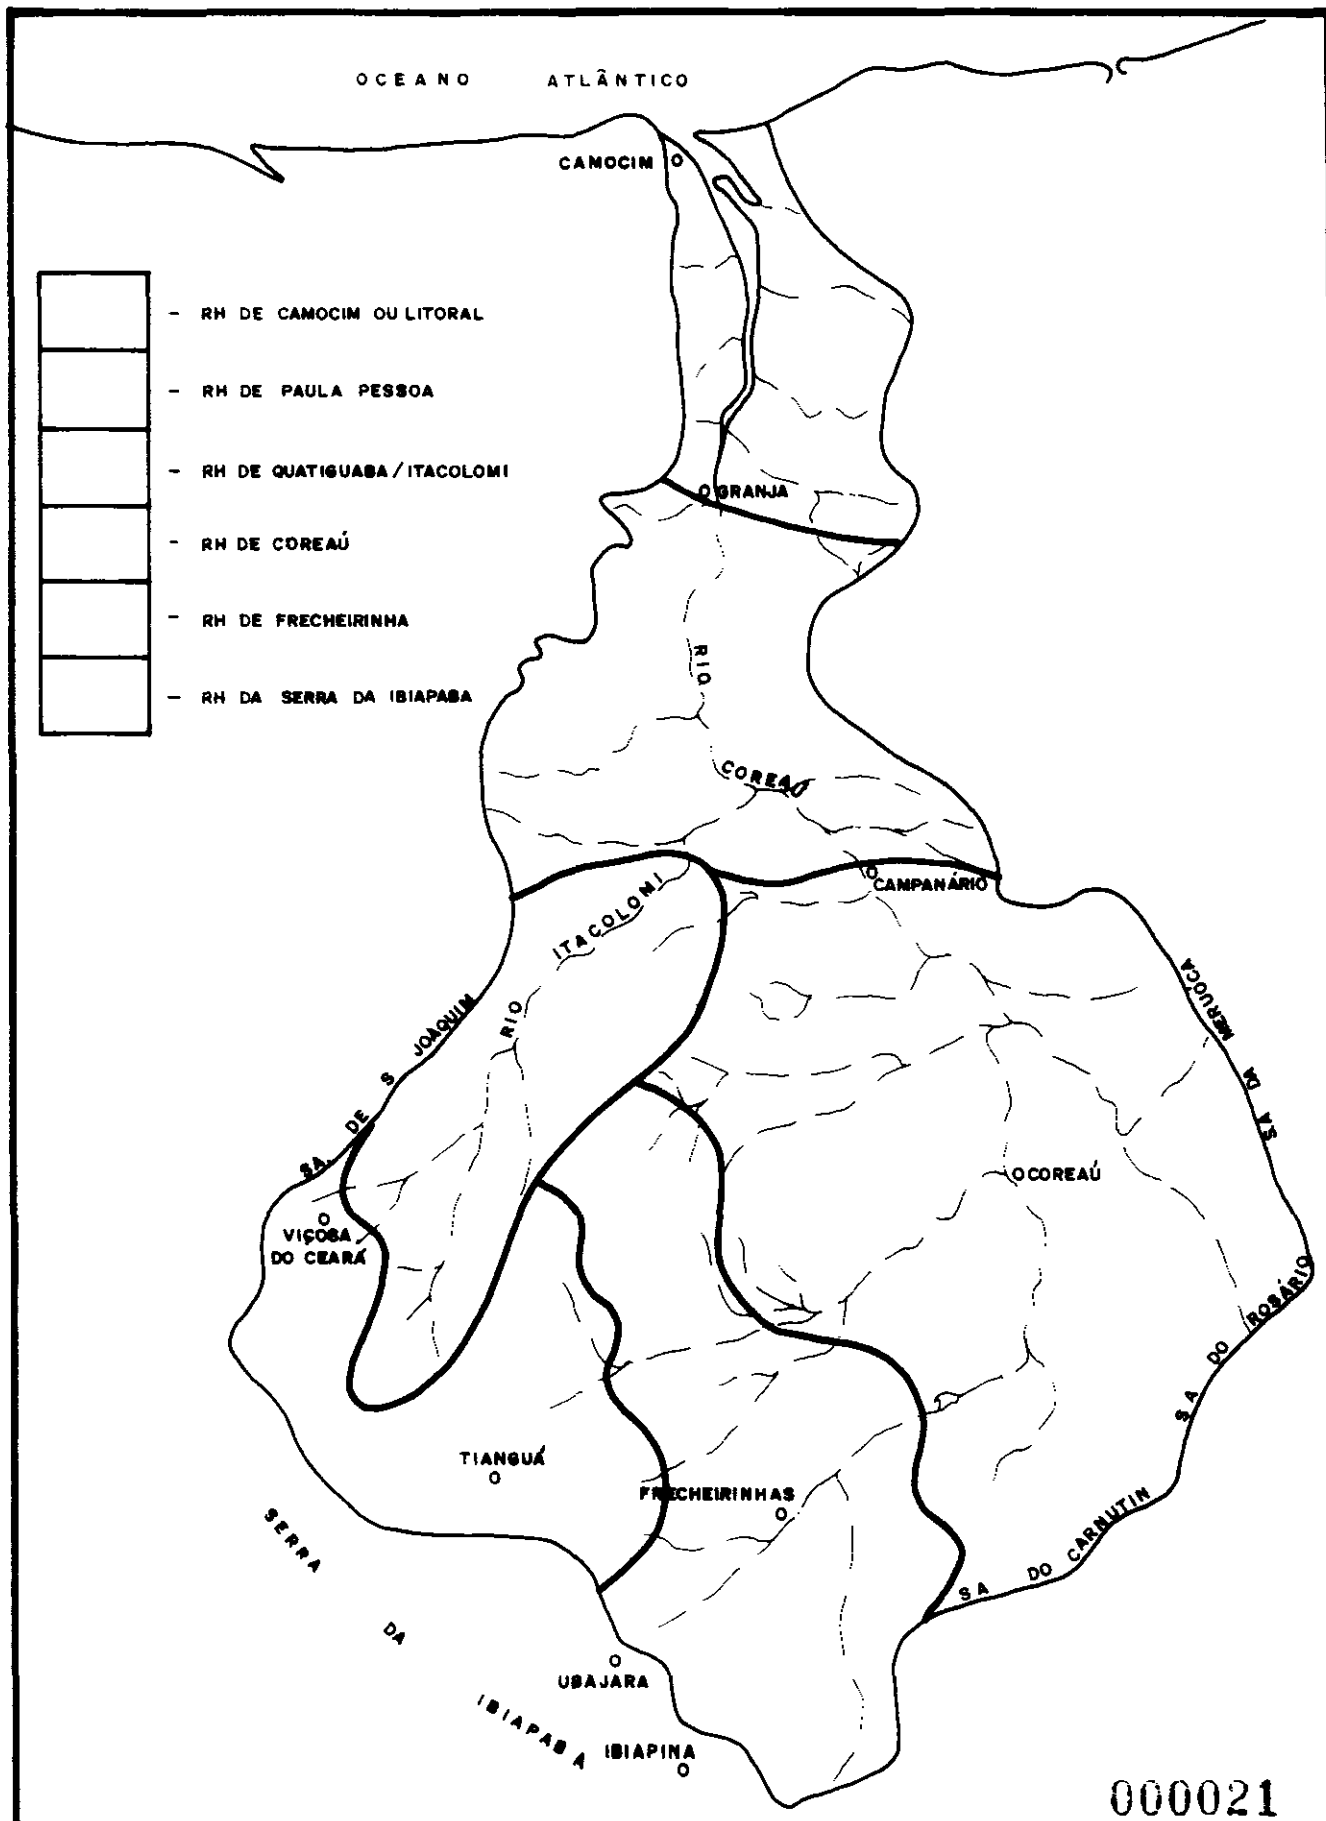 OCEANO ATLÂNTICO
CAMOCIM
- RH DE CAMOCIM OU LITORAL
- RH DE PAULA PESSOA
- RH DE QUATIGUABA/ITACOLOMI
- RH DE COREAÚ
- RH DE FRECHEIRINHA
- RH DA SERRA DA IBIAPABA
GRANJA
RIO
COREAÚ
CAMPANÁRIO
RIO ITACOLOMI
SA. DE S JOAQUIM
SA DA MERUOCA
COREAÚ
VIÇOSA
DO CEARÁ
SA DO ROSÁRIO
TIANGUÁ
FRECHEIRINHAS
SA DO CARNUTIN
SERRA DA IBIAPABA
UBAJARA
IBIAPINA
000021